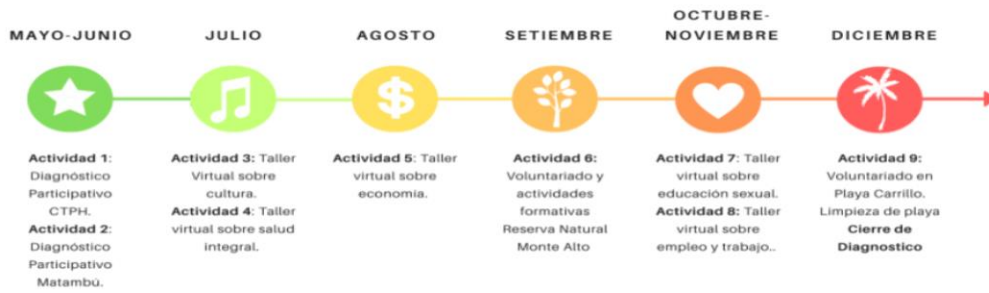 MAYO-JUNIO
JULIO
AGOSTO
SETIEMBRE
OCTUBRE-
NOVIEMBRE
DICIEMBRE
Actividad 1:
Diagnóstico
Participativo
CTPH.
Actividad 2:
Diagnóstico
Participativo
Matambú.
Actividad 3: Taller
Virtual sobre
cultura.
Actividad 4: Taller
virtual sobre salud
integral.
Actividad 5: Taller
virtual sobre
economía.
Actividad 6:
Voluntariado y
actividades
formativas
Reserva Natural
Monte Alto
Actividad 7: Taller
virtual sobre
educación sexual.
Actividad 8: Taller
virtual sobre
empleo y trabajo..
Actividad 9:
Voluntariado en
Playa Carrillo.
Limpieza de playa
Cierre de
Diagnostico